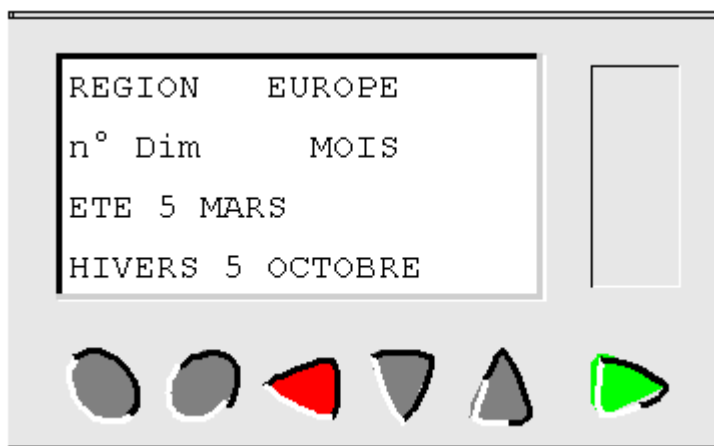 REGION EUROPE
n° Dim MOIS
ETE 5 MARS
HIVERS 5 OCTOBRE